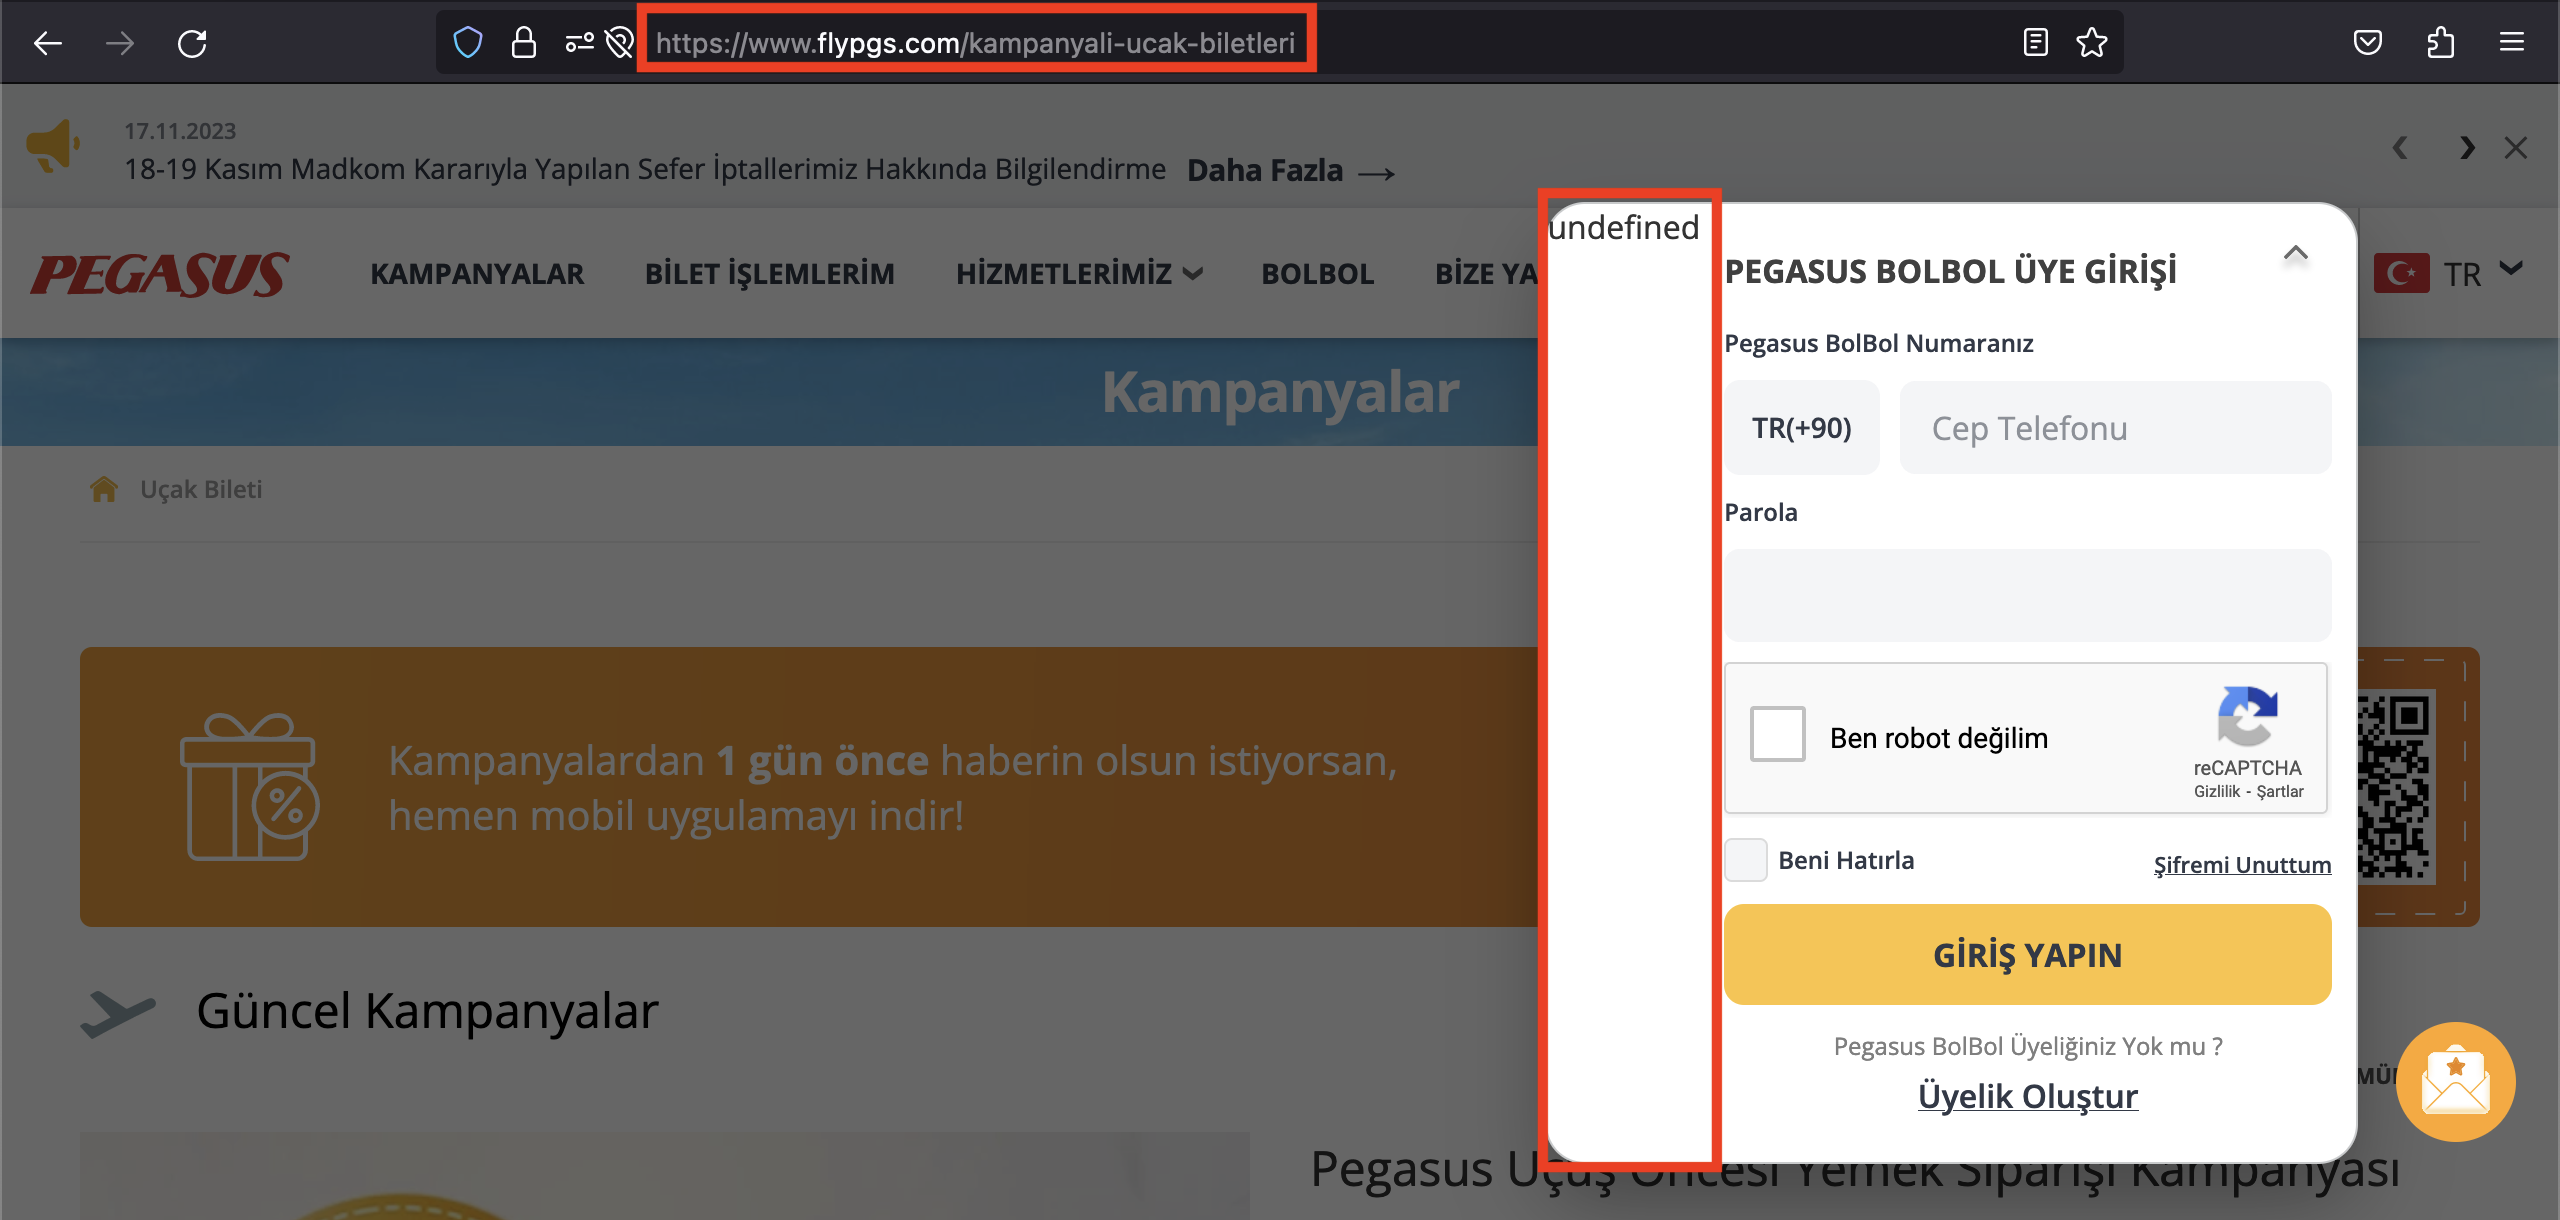 https://www.flypgs.com/kampanyali-ucak-biletleri
17.11.2023
18-19 Kasım Madkom Kararıyla Yapılan Sefer İptallerimiz Hakkında Bilgilendirme Daha Fazla
PEGASUS KAMPANYALAR BİLET İŞLEMLERİM HİZMETLERİMİZ BOLBOL BİZE YA
TR
Kampanyalar
Uçak Bileti
Kampanyalardan 1 gün önce haberin olsun istiyorsan,
hemen mobil uygulamayı indir!
%
Güncel Kampanyalar
undefined
PEGASUS BOLBOL ÜYE GİRİŞİ
Pegasus BolBol Numaranız
TR(+90) Cep Telefonu
Parola
Ben robot değilim
reCAPTCHA
Gizlilik - Şartlar
Beni Hatırla Şifremi Unuttum
GİRİŞ YAPIN
Pegasus BolBol Üyeliğiniz Yok mu ?
Üyelik Oluştur
Pegasus Uçuş Öncesi Yemek Siparişi Kampanyası